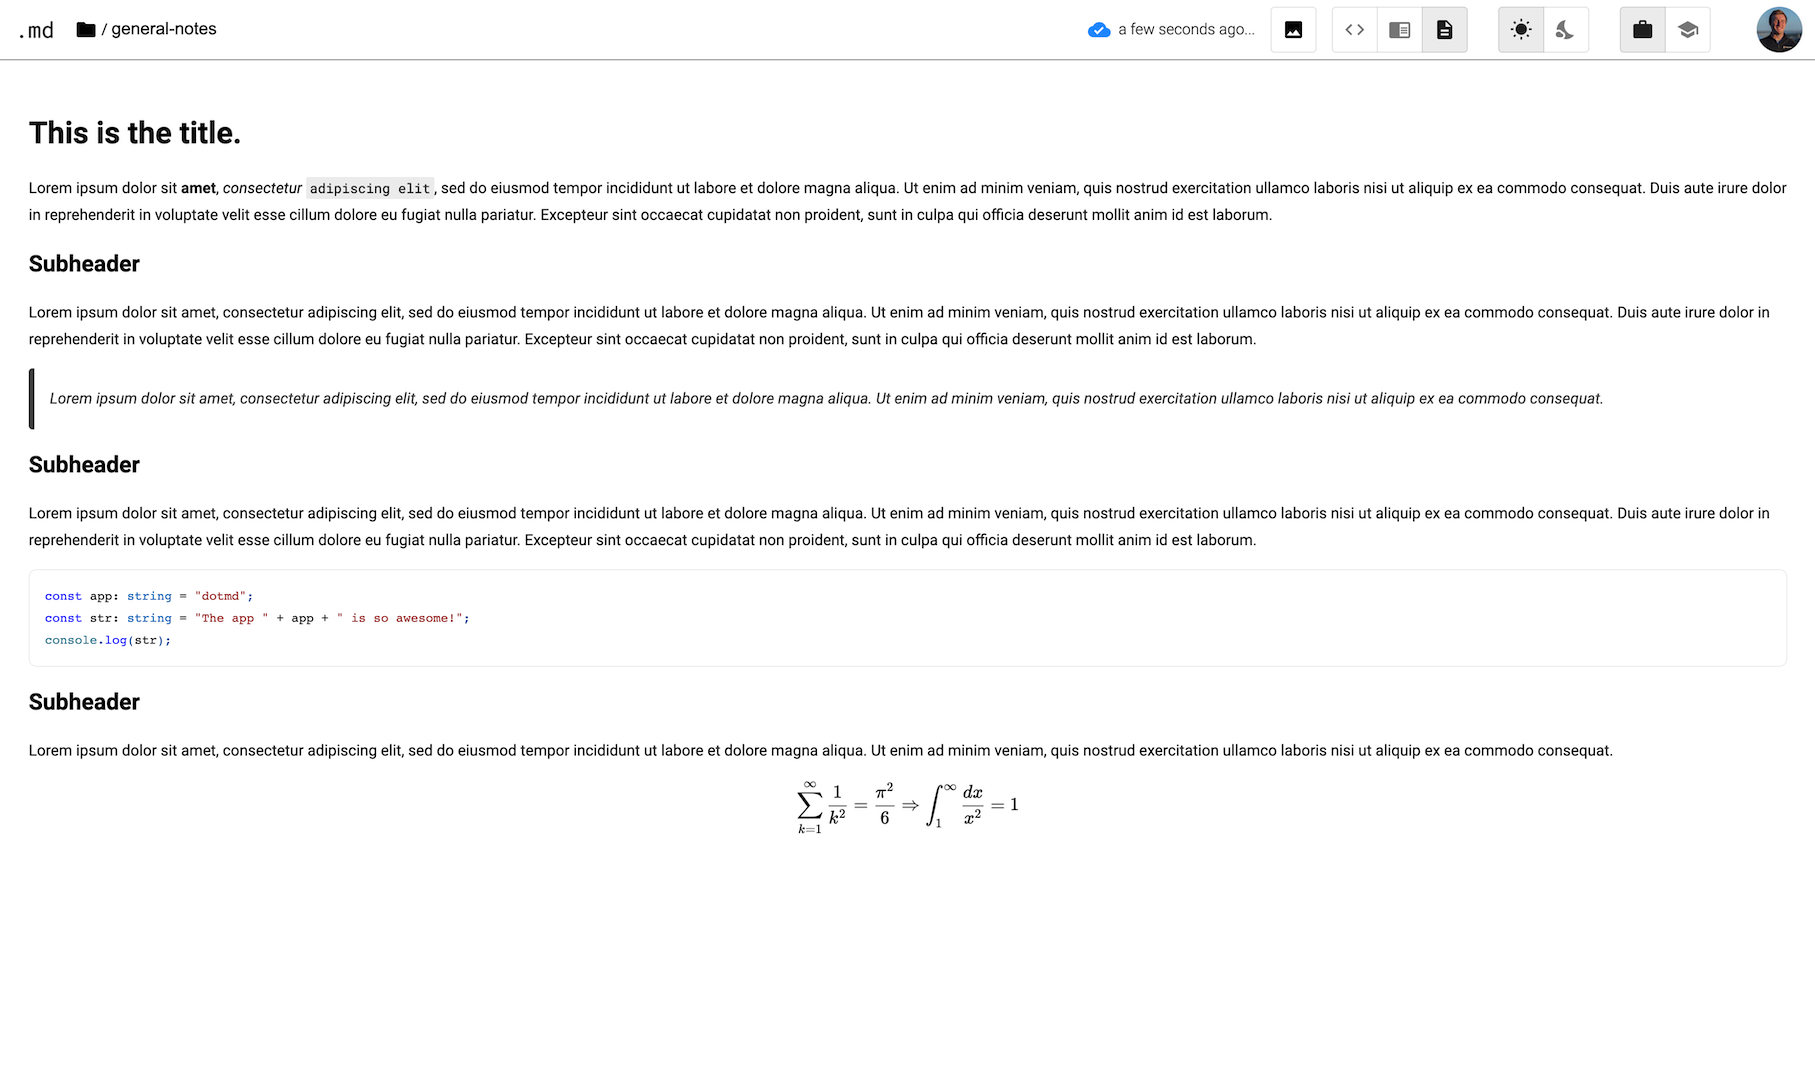 .md / general-notes a few seconds ago...
This is the title.
Lorem ipsum dolor sit amet, consectetur adipiscing elit, sed do eiusmod tempor incididunt ut labore et dolore magna aliqua. Ut enim ad minim veniam, quis nostrud exercitation ullamco laboris nisi ut aliquip ex ea commodo consequat. Duis aute irure dolor
in reprehenderit in voluptate velit esse cillum dolore eu fugiat nulla pariatur. Excepteur sint occaecat cupidatat non proident, sunt in culpa qui officia deserunt mollit anim id est laborum.
Subheader
Lorem ipsum dolor sit amet, consectetur adipiscing elit, sed do eiusmod tempor incididunt ut labore et dolore magna aliqua. Ut enim ad minim veniam, quis nostrud exercitation ullamco laboris nisi ut aliquip ex ea commodo consequat. Duis aute irure dolor in
reprehenderit in voluptate velit esse cillum dolore eu fugiat nulla pariatur. Excepteur sint occaecat cupidatat non proident, sunt in culpa qui officia deserunt mollit anim id est laborum.
Lorem ipsum dolor sit amet, consectetur adipiscing elit, sed do eiusmod tempor incididunt ut labore et dolore magna aliqua. Ut enim ad minim veniam, quis nostrud exercitation ullamco laboris nisi ut aliquip ex ea commodo consequat.
Subheader
Lorem ipsum dolor sit amet, consectetur adipiscing elit, sed do eiusmod tempor incididunt ut labore et dolore magna aliqua. Ut enim ad minim veniam, quis nostrud exercitation ullamco laboris nisi ut aliquip ex ea commodo consequat. Duis aute irure dolor in
reprehenderit in voluptate velit esse cillum dolore eu fugiat nulla pariatur. Excepteur sint occaecat cupidatat non proident, sunt in culpa qui officia deserunt mollit anim id est laborum.
const app: string = "dotmd";
const str: string = "The app " + app + " is so awesome!";
console.log(str);
Subheader
Lorem ipsum dolor sit amet, consectetur adipiscing elit, sed do eiusmod tempor incididunt ut labore et dolore magna aliqua. Ut enim ad minim veniam, quis nostrud exercitation ullamco laboris nisi ut aliquip ex ea commodo consequat.
∑_{k=1}^{∞} 1/k² = π²/6 ⇒ ∫_1^∞ dx/x² = 1